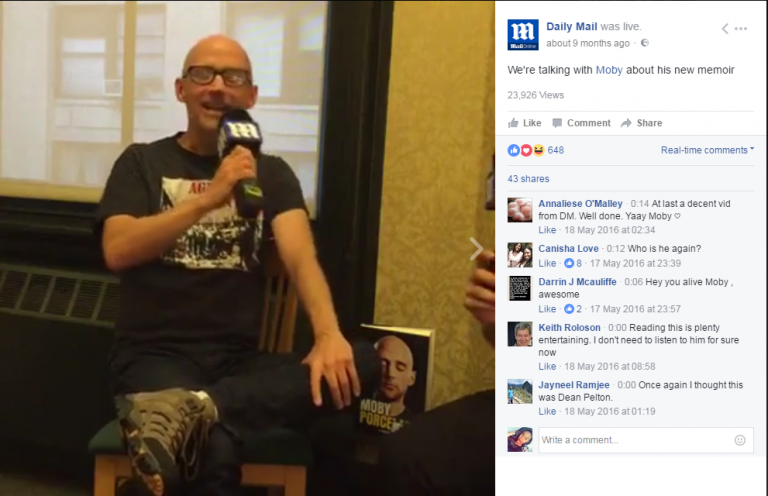 AG
M
MOBY
PORCEL
M
MailOnline
Daily Mail was live.
about 9 months ago ·
We're talking with Moby about his new memoir
23,926 Views
Like Comment Share
648
Real-time comments
43 shares
Annaliese O'Malley · 0:14 At last a decent vid
from DM. Well done. Yaay Moby ♡
Like · 18 May 2016 at 02:34
Canisha Love · 0:12 Who is he again?
Like · 8 · 17 May 2016 at 23:39
Darrin J Mcauliffe · 0:06 Hey you alive Moby ,
awesome
Like · 2 · 17 May 2016 at 23:57
Keith Roloson · 0:00 Reading this is plenty
entertaining. I don't need to listen to him for sure
now
Like · 18 May 2016 at 08:58
Jayneel Ramjee · 0:00 Once again I thought this
was Dean Pelton.
Like · 18 May 2016 at 01:19
Write a comment...